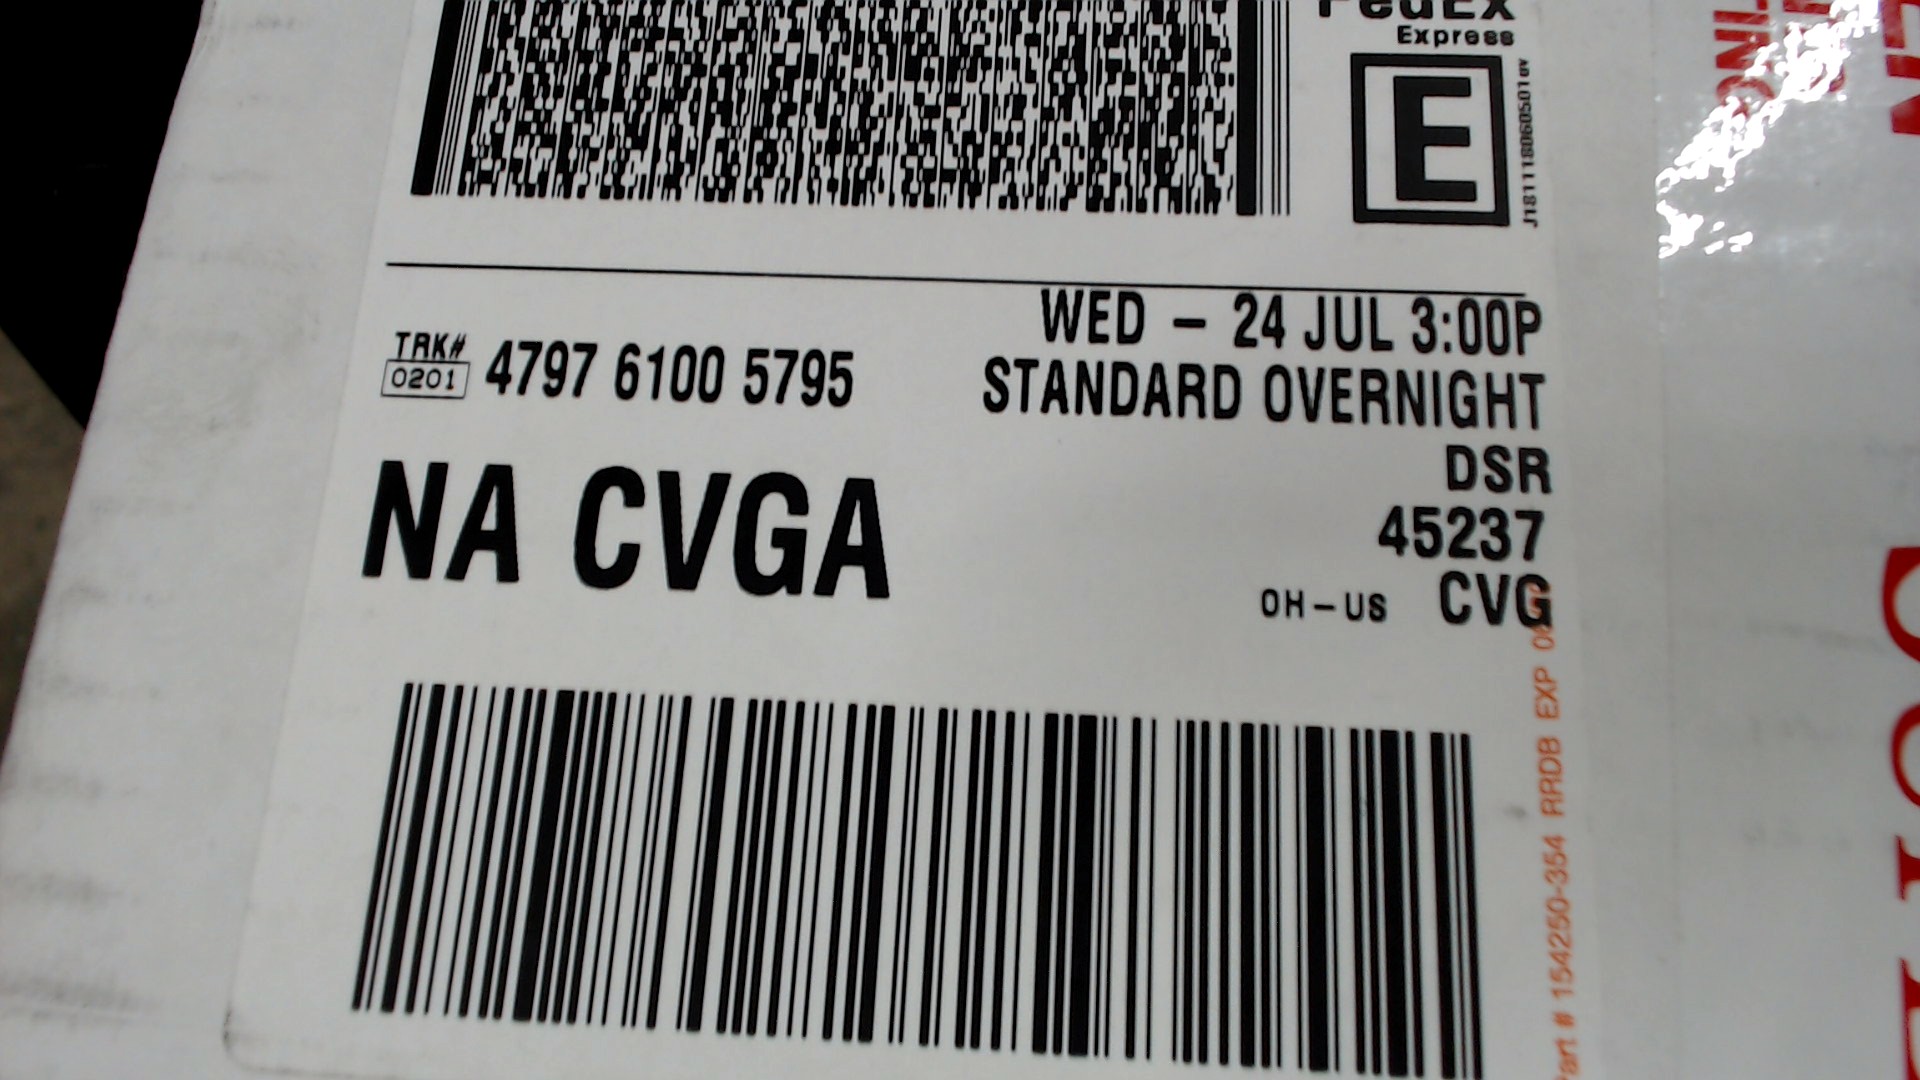 FedEx
Express
E
J181118060501uv
WED - 24 JUL 3:00P
TRK# 4797 6100 5795
0201
STANDARD OVERNIGHT
DSR
NA CVGA
45237
OH-US CVG
Part # 154250-354 RRDB EXP